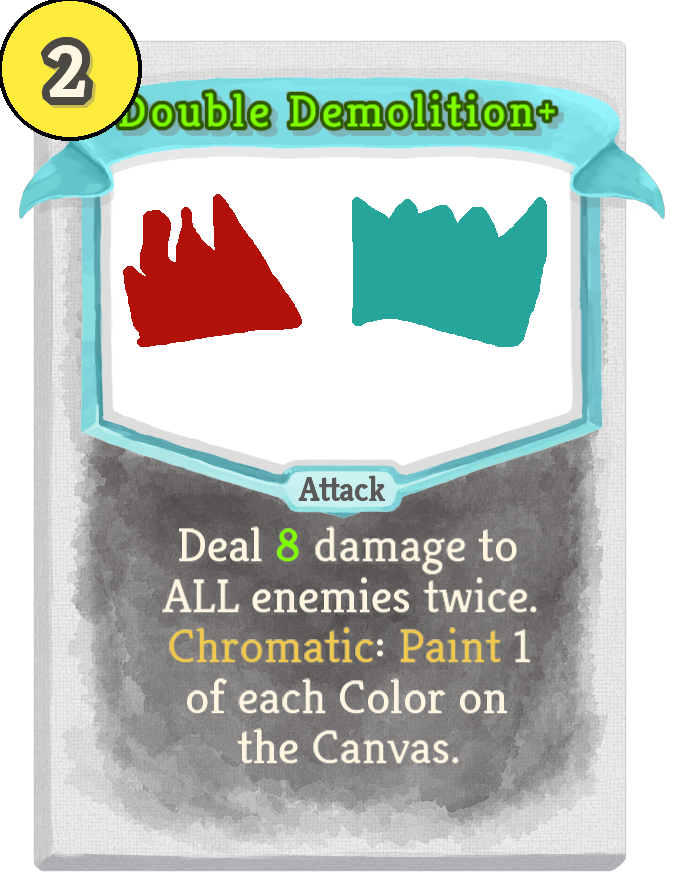 2
Double Demolition+
Attack
Deal 8 damage to
ALL enemies twice.
Chromatic: Paint 1
of each Color on
the Canvas.